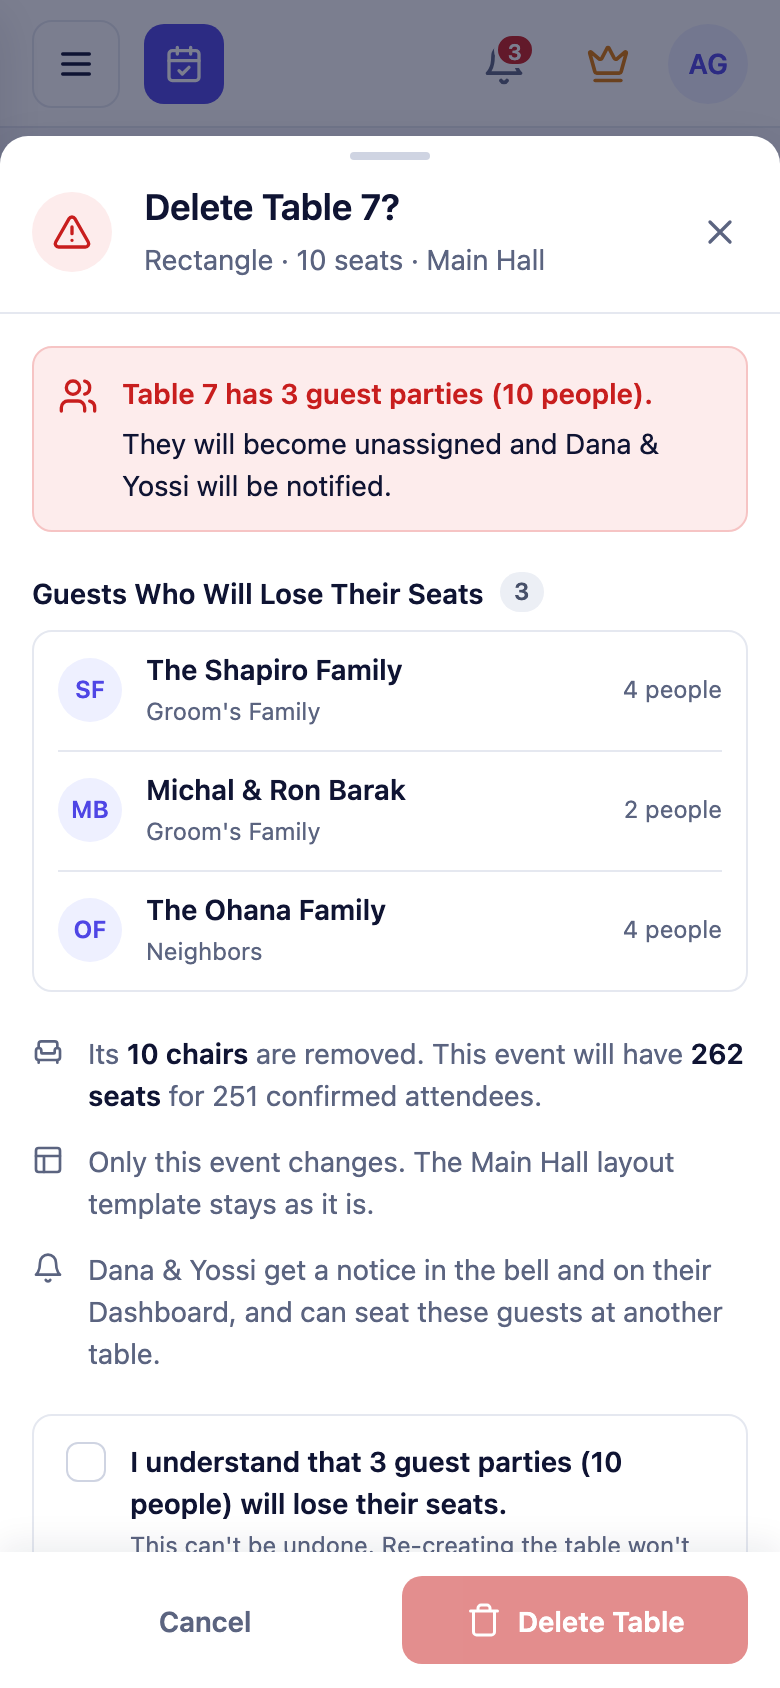 3
AG
Delete Table 7?
Rectangle · 10 seats · Main Hall
Table 7 has 3 guest parties (10 people).
They will become unassigned and Dana &
Yossi will be notified.
Guests Who Will Lose Their Seats 3
SF
The Shapiro Family
Groom's Family
4 people
MB
Michal & Ron Barak
Groom's Family
2 people
OF
The Ohana Family
Neighbors
4 people
Its 10 chairs are removed. This event will have 262
seats for 251 confirmed attendees.
Only this event changes. The Main Hall layout
template stays as it is.
Dana & Yossi get a notice in the bell and on their
Dashboard, and can seat these guests at another
table.
I understand that 3 guest parties (10
people) will lose their seats.
This can't be undone. Re-creating the table won't
Cancel
Delete Table